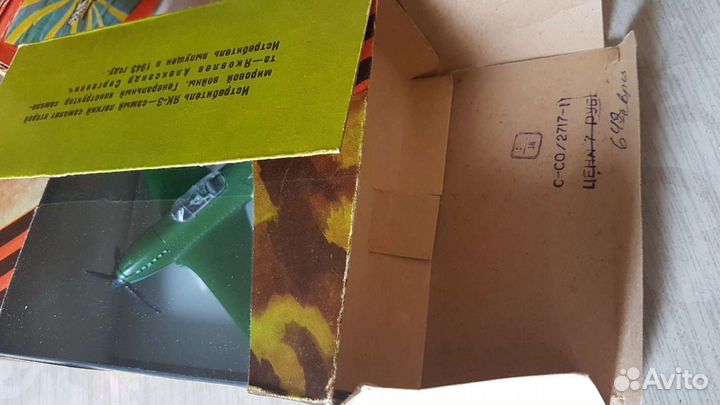 Истребитель ЯК-3—самый легкий самолет второй
мировой войны. Генеральный конструктор самоле-
та—Яковлев Александр Сергеевич.
Истребитель выпущен в 1943 году.
С-СО/2717-11
ЦЕНА 7 РУБ
Avito